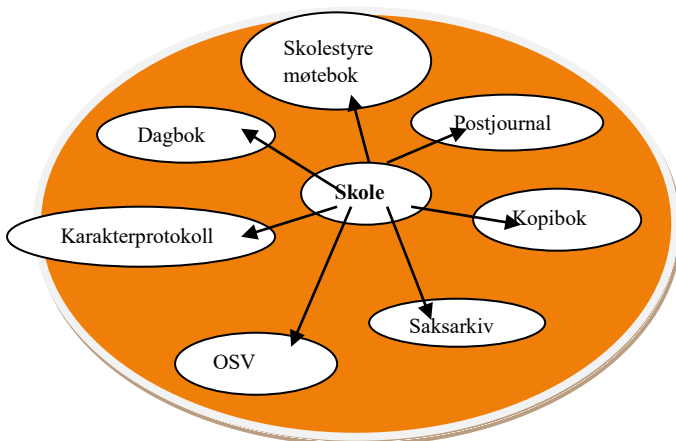 Skolestyre
møtebok
Postjournal
Dagbok
Skole
Kopibok
Karakterprotokoll
Saksarkiv
OSV